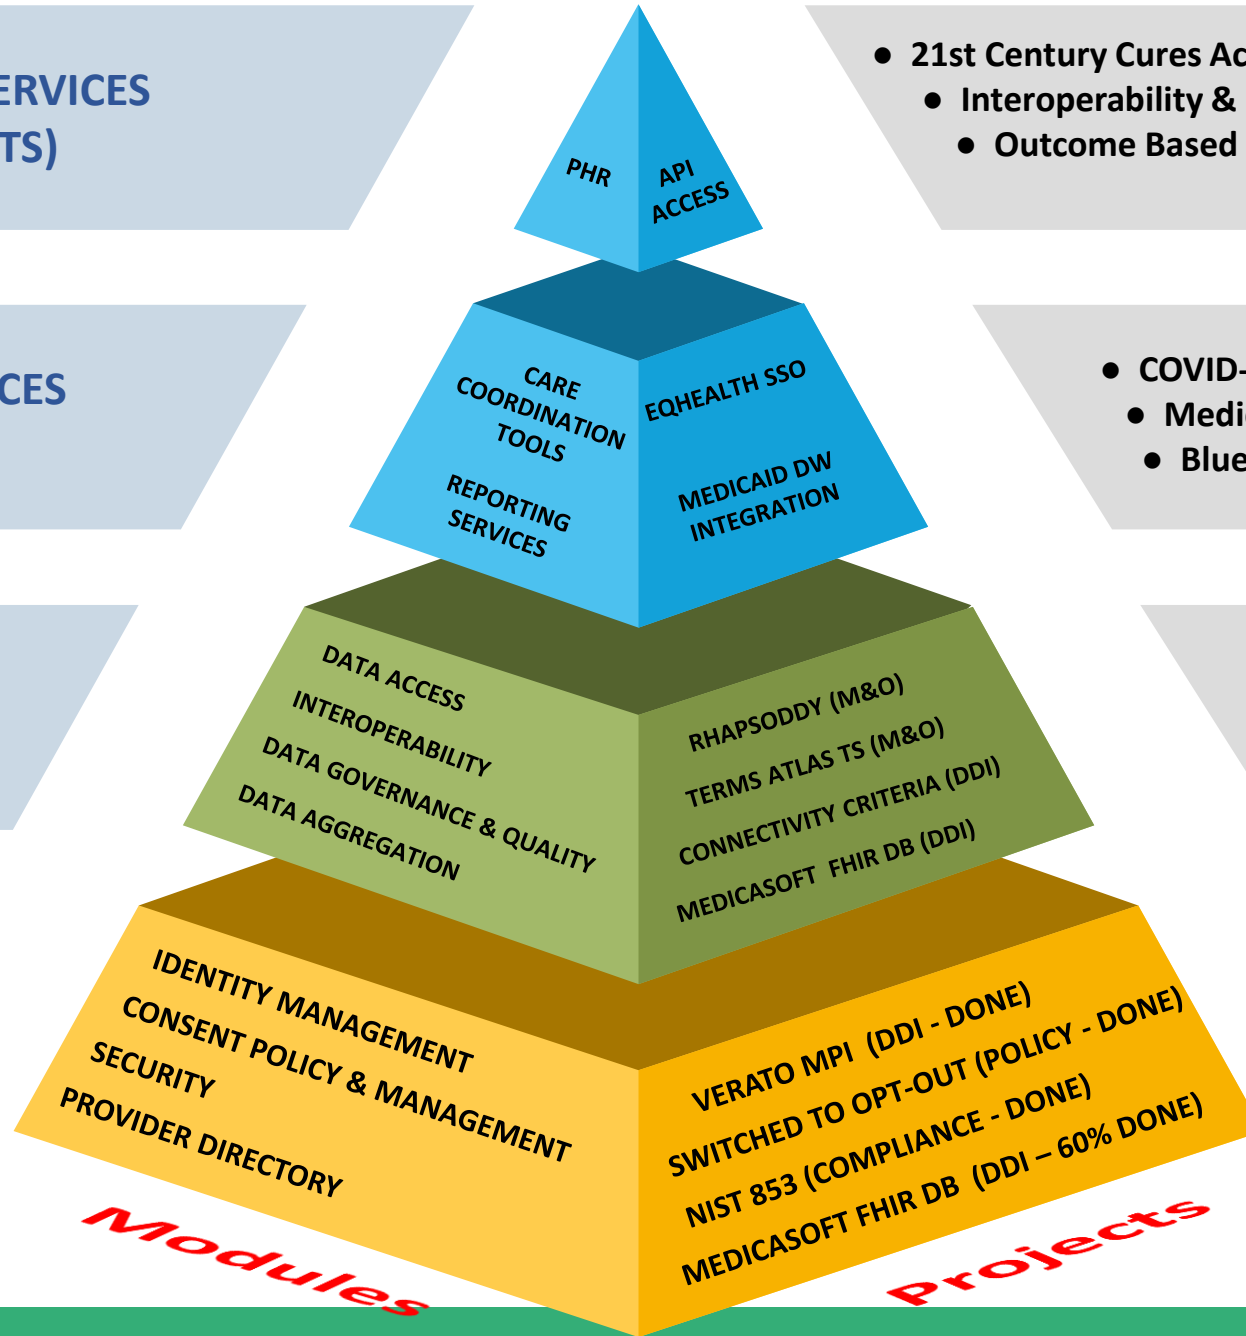 ERVICES
TS)
PHR
API
ACCESS
● 21st Century Cures Ac
● Interoperability &
● Outcome Based
CES
CARE
COORDINATION
TOOLS
REPORTING
SERVICES
EQHEALTH SSO
MEDICAID DW
INTEGRATION
● COVID-
● Medi
● Blue
DATA ACCESS
INTEROPERABILITY
DATA GOVERNANCE & QUALITY
DATA AGGREGATION
RHAPSODDY (M&O)
TERMS ATLAS TS (M&O)
CONNECTIVITY CRITERIA (DDI)
MEDICASOFT FHIR DB (DDI)
IDENTITY MANAGEMENT
CONSENT POLICY & MANAGEMENT
SECURITY
PROVIDER DIRECTORY
VERATO MPI (DDI - DONE)
SWITCHED TO OPT-OUT (POLICY - DONE)
NIST 853 (COMPLIANCE - DONE)
MEDICASOFT FHIR DB (DDI – 60% DONE)
Modules
Projects